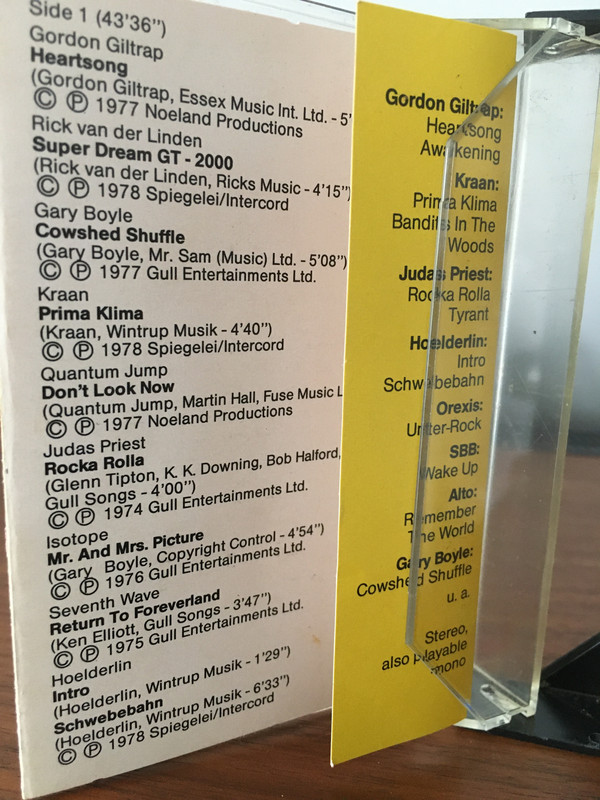 Side 1 (43'36")
Gordon Giltrap
Heartsong
(Gordon Giltrap, Essex Music Int. Ltd. - 5'
© ℗ 1977 Noeland Productions
Rick van der Linden
Super Dream GT - 2000
(Rick van der Linden, Ricks Music - 4'15")
© ℗ 1978 Spiegelei/Intercord
Gary Boyle
Cowshed Shuffle
(Gary Boyle, Mr. Sam (Music) Ltd. - 5'08")
© ℗ 1977 Gull Entertainments Ltd.
Kraan
Prima Klima
(Kraan, Wintrup Musik - 4'40")
© ℗ 1978 Spiegelei/Intercord
Quantum Jump
Don't Look Now
(Quantum Jump, Martin Hall, Fuse Music L
© ℗ 1977 Noeland Productions
Judas Priest
Rocka Rolla
(Glenn Tipton, K. K. Downing, Bob Halford,
Gull Songs - 4'00")
© ℗ 1974 Gull Entertainments Ltd.
Isotope
Mr. And Mrs. Picture
(Gary Boyle, Copyright Control - 4'54")
© ℗ 1976 Gull Entertainments Ltd.
Seventh Wave
Return To Foreverland
(Ken Elliott, Gull Songs - 3'47")
© ℗ 1975 Gull Entertainments Ltd.
Hoelderlin
Intro
(Hoelderlin, Wintrup Musik - 1'29")
Schwebebahn
(Hoelderlin, Wintrup Musik - 6'33")
© ℗ 1978 Spiegelei/Intercord
Gordon Giltrap:
Heartsong
Awakening
Kraan:
Prima Klima
Bandits In The
Woods
Judas Priest:
Rocka Rolla
Tyrant
Hoelderlin:
Intro
Schwebebahn
Orexis:
Unter-Rock
SBB:
Wake Up
Alto:
Remember
The World
Gary Boyle:
Cowshed Shuffle
u. a.
Stereo,
also playable
mono